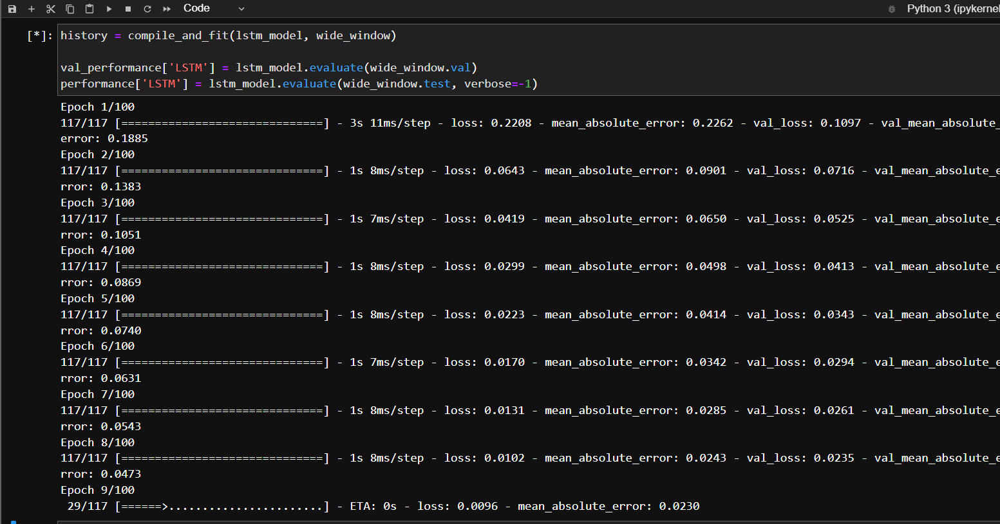 Code
Python 3 (ipykernel
[*]:
history = compile_and_fit(lstm_model, wide_window)
val_performance['LSTM'] = lstm_model.evaluate(wide_window.val)
performance['LSTM'] = lstm_model.evaluate(wide_window.test, verbose=-1)
Epoch 1/100
117/117 [==============================] - 3s 11ms/step - loss: 0.2208 - mean_absolute_error: 0.2262 - val_loss: 0.1097 - val_mean_absolute_
error: 0.1885
Epoch 2/100
117/117 [==============================] - 1s 8ms/step - loss: 0.0643 - mean_absolute_error: 0.0901 - val_loss: 0.0716 - val_mean_absolute_e
rror: 0.1383
Epoch 3/100
117/117 [==============================] - 1s 7ms/step - loss: 0.0419 - mean_absolute_error: 0.0650 - val_loss: 0.0525 - val_mean_absolute_e
rror: 0.1051
Epoch 4/100
117/117 [==============================] - 1s 8ms/step - loss: 0.0299 - mean_absolute_error: 0.0498 - val_loss: 0.0413 - val_mean_absolute_e
rror: 0.0869
Epoch 5/100
117/117 [==============================] - 1s 8ms/step - loss: 0.0223 - mean_absolute_error: 0.0414 - val_loss: 0.0343 - val_mean_absolute_e
rror: 0.0740
Epoch 6/100
117/117 [==============================] - 1s 7ms/step - loss: 0.0170 - mean_absolute_error: 0.0342 - val_loss: 0.0294 - val_mean_absolute_e
rror: 0.0631
Epoch 7/100
117/117 [==============================] - 1s 8ms/step - loss: 0.0131 - mean_absolute_error: 0.0285 - val_loss: 0.0261 - val_mean_absolute_e
rror: 0.0543
Epoch 8/100
117/117 [==============================] - 1s 8ms/step - loss: 0.0102 - mean_absolute_error: 0.0243 - val_loss: 0.0235 - val_mean_absolute_e
rror: 0.0473
Epoch 9/100
 29/117 [======>.......................] - ETA: 0s - loss: 0.0096 - mean_absolute_error: 0.0230